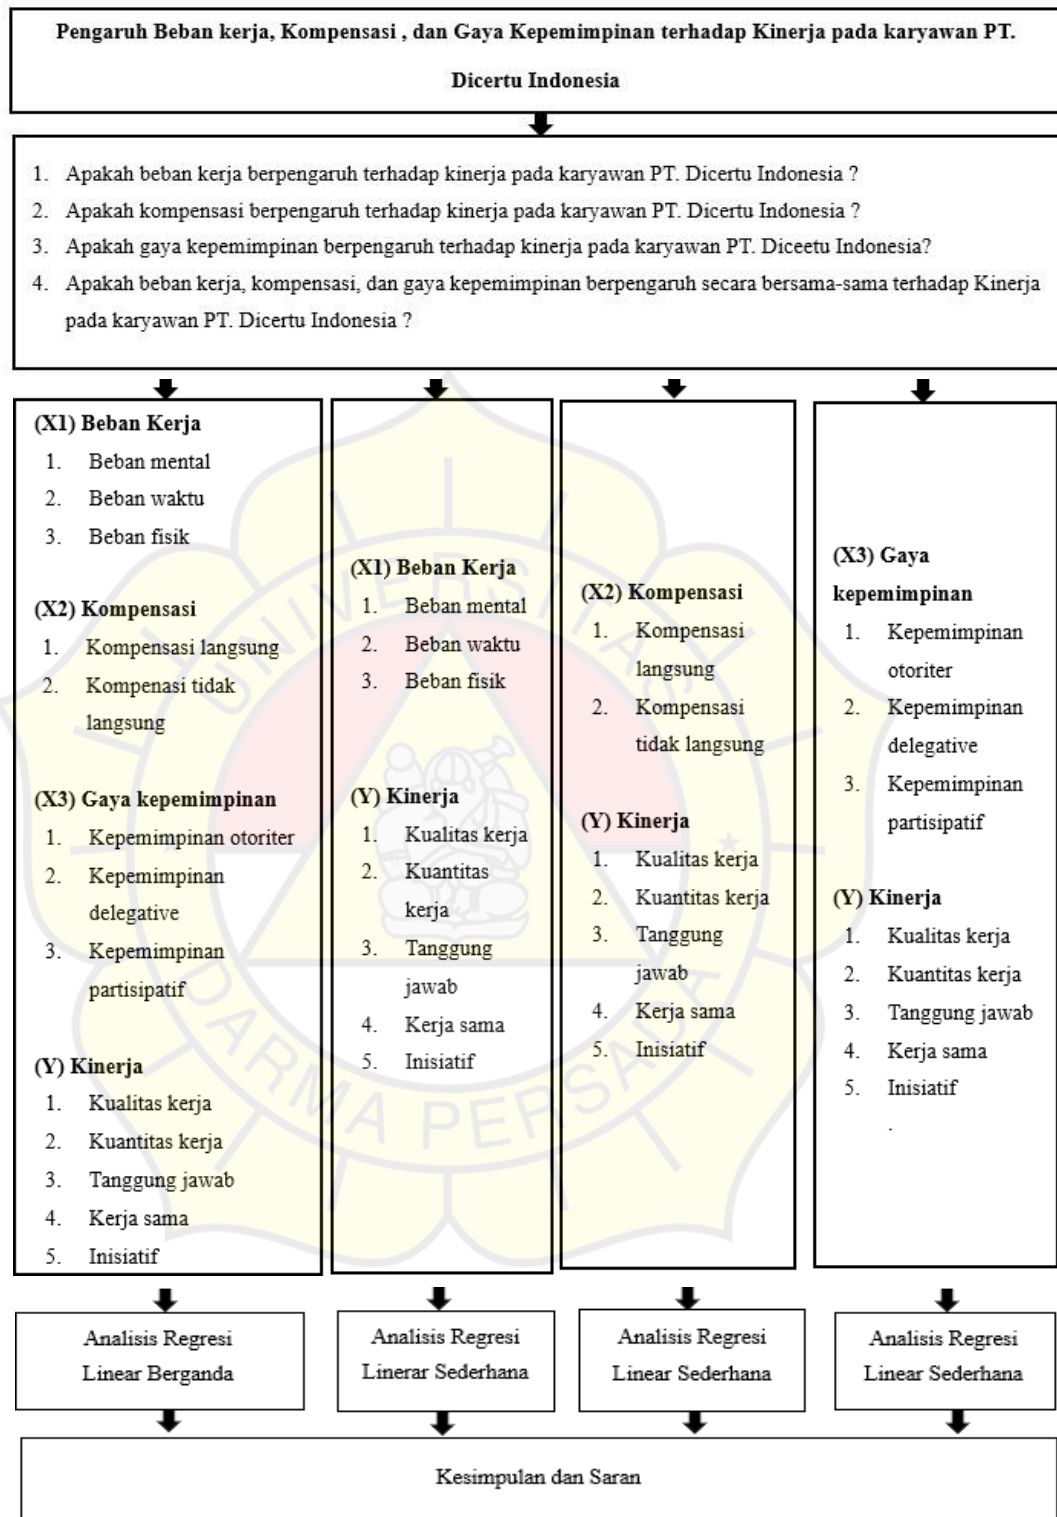 Pengaruh Beban kerja, Kompensasi , dan Gaya Kepemimpinan terhadap Kinerja pada karyawan PT.
Dicertu Indonesia
1. Apakah beban kerja berpengaruh terhadap kinerja pada karyawan PT. Dicertu Indonesia ?
2. Apakah kompensasi berpengaruh terhadap kinerja pada karyawan PT. Dicertu Indonesia ?
3. Apakah gaya kepemimpinan berpengaruh terhadap kinerja pada karyawan PT. Diceetu Indonesia?
4. Apakah beban kerja, kompensasi, dan gaya kepemimpinan berpengaruh secara bersama-sama terhadap Kinerja
pada karyawan PT. Dicertu Indonesia ?
(X1) Beban Kerja
1. Beban mental
2. Beban waktu
3. Beban fisik
(X2) Kompensasi
1. Kompensasi langsung
2. Kompenasi tidak
langsung
(X3) Gaya kepemimpinan
1. Kepemimpinan otoriter
2. Kepemimpinan
delegative
3. Kepemimpinan
partisipatif
(Y) Kinerja
1. Kualitas kerja
2. Kuantitas kerja
3. Tanggung jawab
4. Kerja sama
5. Inisiatif
(X1) Beban Kerja
1. Beban mental
2. Beban waktu
3. Beban fisik
(Y) Kinerja
1. Kualitas kerja
2. Kuantitas
kerja
3. Tanggung
jawab
4. Kerja sama
5. Inisiatif
(X2) Kompensasi
1. Kompensasi
langsung
2. Kompensasi
tidak langsung
(Y) Kinerja
1. Kualitas kerja
2. Kuantitas kerja
3. Tanggung
jawab
4. Kerja sama
5. Inisiatif
(X3) Gaya
kepemimpinan
1. Kepemimpinan
otoriter
2. Kepemimpinan
delegative
3. Kepemimpinan
partisipatif
(Y) Kinerja
1. Kualitas kerja
2. Kuantitas kerja
3. Tanggung jawab
4. Kerja sama
5. Inisiatif
.
Analisis Regresi
Linear Berganda
Analisis Regresi
Linerar Sederhana
Analisis Regresi
Linear Sederhana
Analisis Regresi
Linear Sederhana
Kesimpulan dan Saran
UNIVERSITAS
DARMA PERSADA